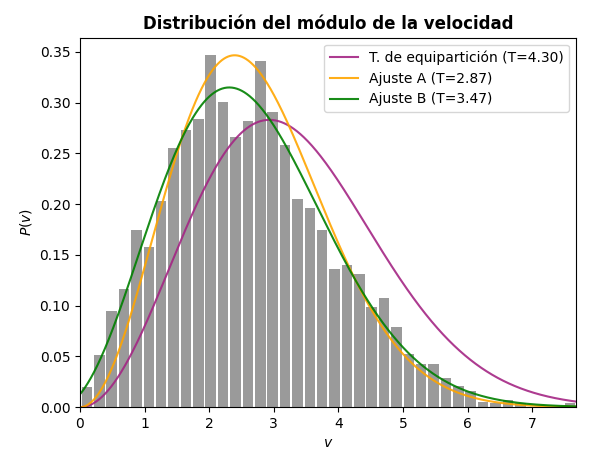 Distribución del módulo de la velocidad
T. de equipartición (T=4.30)
Ajuste A (T=2.87)
Ajuste B (T=3.47)
P(v)
0.35
0.30
0.25
0.20
0.15
0.10
0.05
0.00
0 1 2 3 4 5 6 7
v